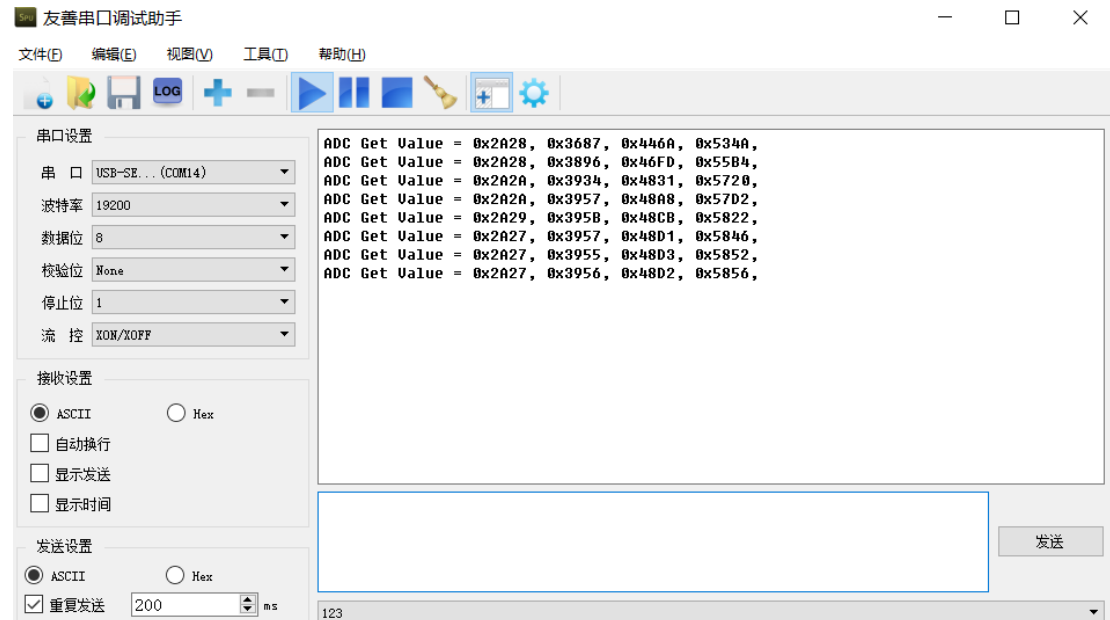 SPU 友善串口调试助手
文件(F) 编辑(E) 视图(V) 工具(T) 帮助(H)
LOG
串口设置
串 口 USB-SE...(COM14)
波特率 19200
数据位 8
校验位 None
停止位 1
流 控 XON/XOFF
接收设置
ASCII Hex
自动换行
显示发送
显示时间
发送设置
ASCII Hex
重复发送 200 ms
ADC Get Value = 0x2A28, 0x3687, 0x446A, 0x534A,
ADC Get Value = 0x2A28, 0x3896, 0x46FD, 0x55B4,
ADC Get Value = 0x2A2A, 0x3934, 0x4831, 0x5720,
ADC Get Value = 0x2A2A, 0x3957, 0x48A8, 0x57D2,
ADC Get Value = 0x2A29, 0x395B, 0x48CB, 0x5822,
ADC Get Value = 0x2A27, 0x3957, 0x48D1, 0x5846,
ADC Get Value = 0x2A27, 0x3955, 0x48D3, 0x5852,
ADC Get Value = 0x2A27, 0x3956, 0x48D2, 0x5856,
发送
123